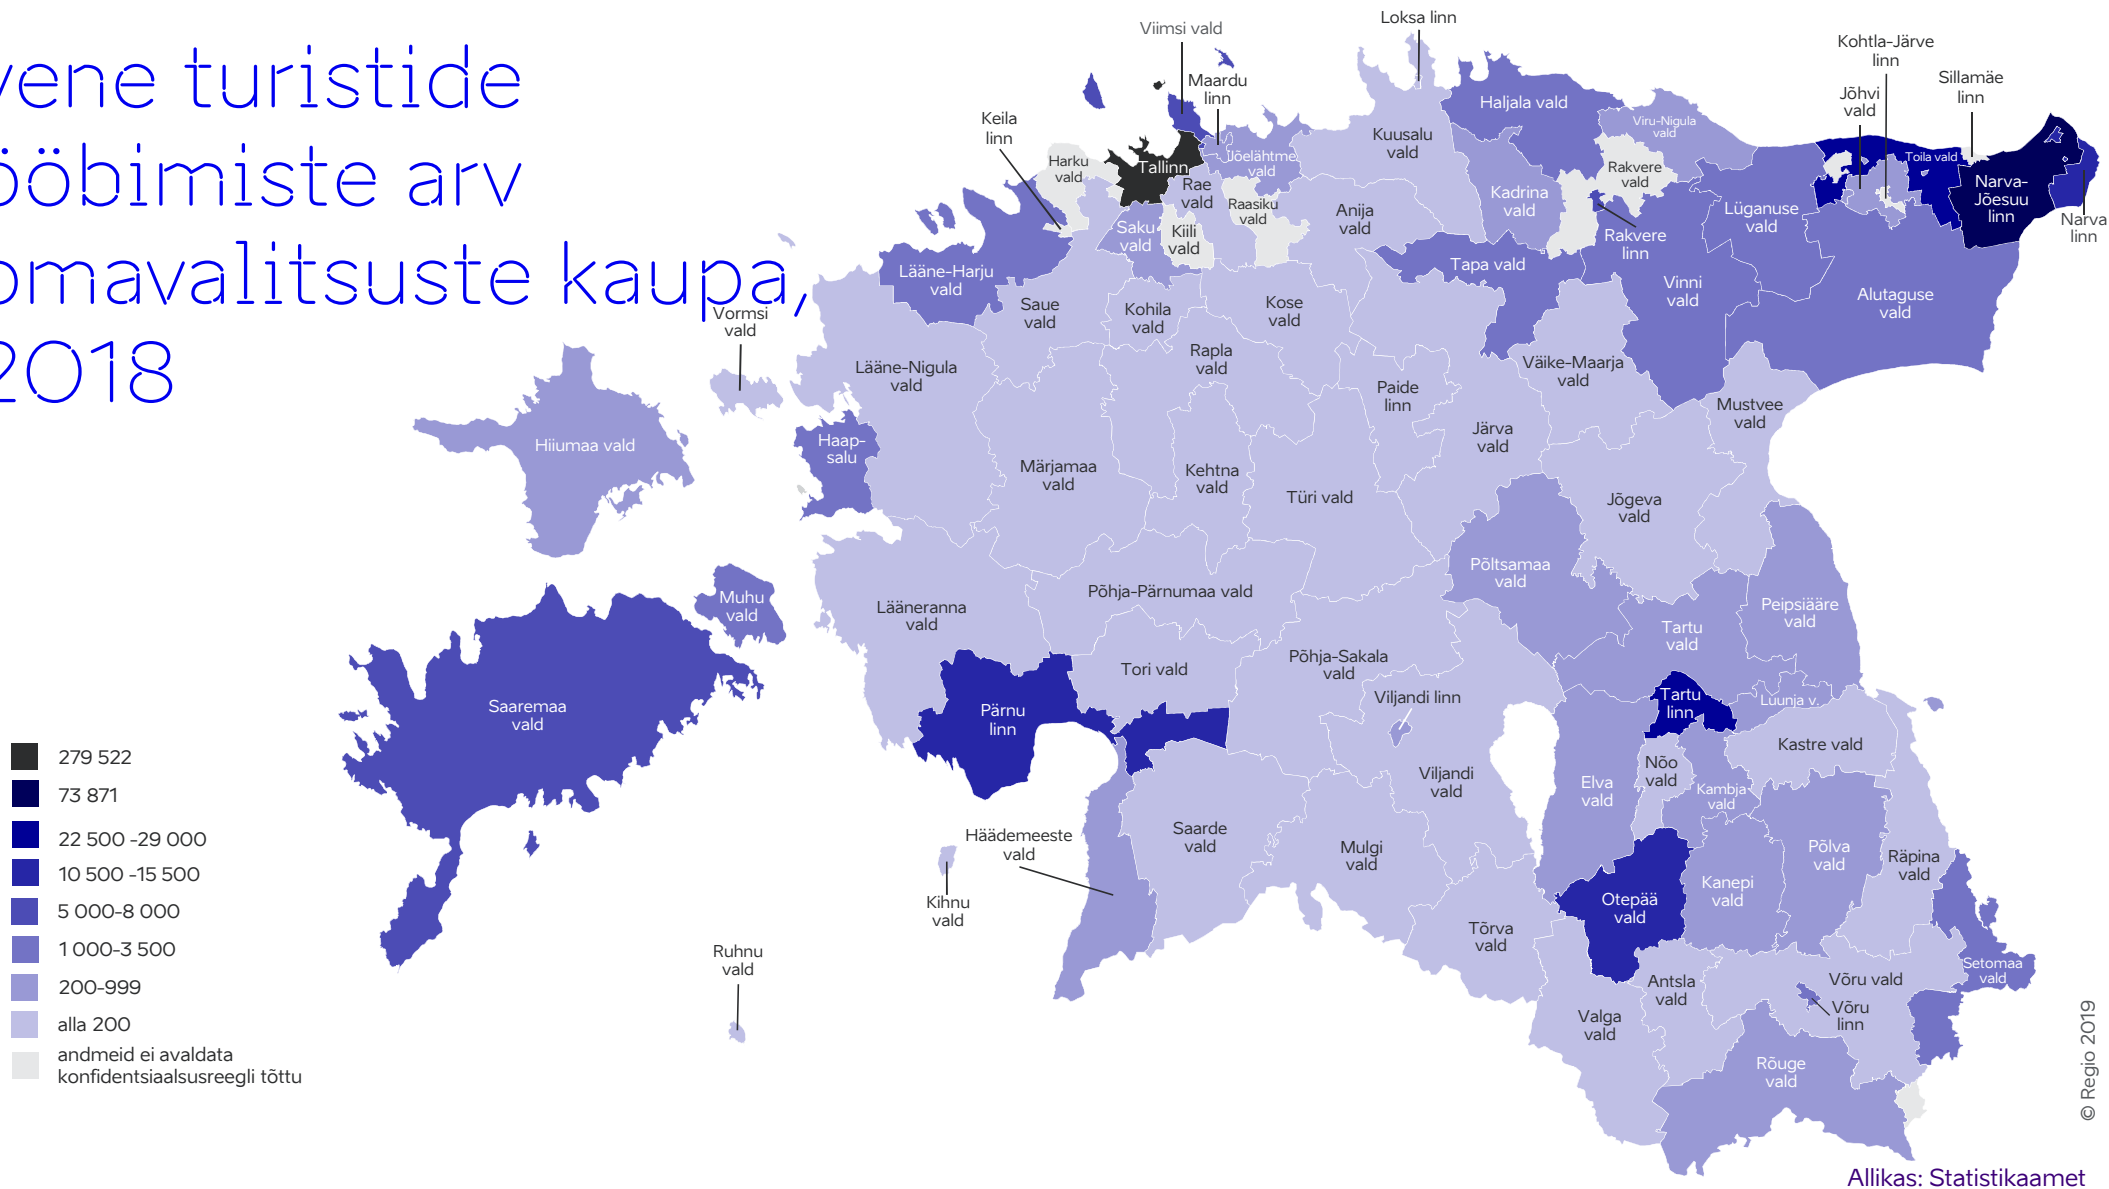 vene turistide
ööbimiste arv
omavalitsuste kaupa,
2018
279 522
73 871
22 500 -29 000
10 500 -15 500
5 000-8 000
1 000-3 500
200-999
alla 200
andmeid ei avaldata
konfidentsiaalsusreegli tõttu
Loksa linn
Viimsi vald
Maardu
linn
Keila
linn
Harku
vald
Tallinn
Jõelähtme
vald
Rae
vald
Raasiku
vald
Saku
vald
Kiili
vald
Kuusalu
vald
Anija
vald
Haljala vald
Viru-Nigula
vald
Rakvere
vald
Kadrina
vald
Rakvere
linn
Tapa vald
Vinni
vald
Lüganuse
vald
Kohtla-Järve
linn
Jõhvi
vald
Sillamäe
linn
Toila vald
Narva-
Jõesuu
linn
Narva
linn
Alutaguse
vald
Lääne-Harju
vald
Saue
vald
Kohila
vald
Kose
vald
Vormsi
vald
Lääne-Nigula
vald
Rapla
vald
Paide
linn
Väike-Maarja
vald
Mustvee
vald
Hiiumaa vald
Haap-
salu
Märjamaa
vald
Kehtna
vald
Türi vald
Järva
vald
Jõgeva
vald
Põltsamaa
vald
Muhu
vald
Lääneranna
vald
Põhja-Pärnumaa vald
Peipsiääre
vald
Tartu
vald
Tori vald
Põhja-Sakala
vald
Viljandi linn
Saaremaa
vald
Pärnu
linn
Tartu
linn
Luunja v.
Kastre vald
Nõo
vald
Elva
vald
Kambja
vald
Viljandi
vald
Häädemeeste
vald
Saarde
vald
Mulgi
vald
Põlva
vald
Räpina
vald
Kanepi
vald
Otepää
vald
Kihnu
vald
Tõrva
vald
Ruhnu
vald
Setomaa
vald
Antsla
vald
Võru vald
Võru
linn
Valga
vald
Rõuge
vald
© Regio 2019
Allikas: Statistikaamet